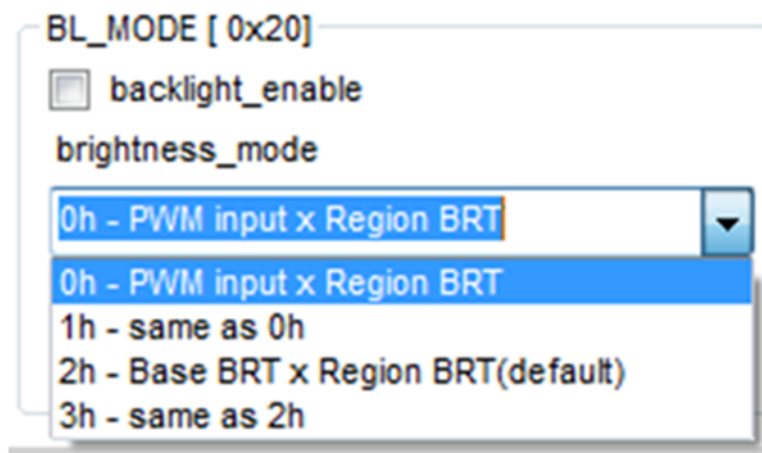 BL_MODE [ 0x20]
backlight_enable
brightness_mode
0h - PWM input x Region BRT
0h - PWM input x Region BRT
1h - same as 0h
2h - Base BRT x Region BRT(default)
3h - same as 2h